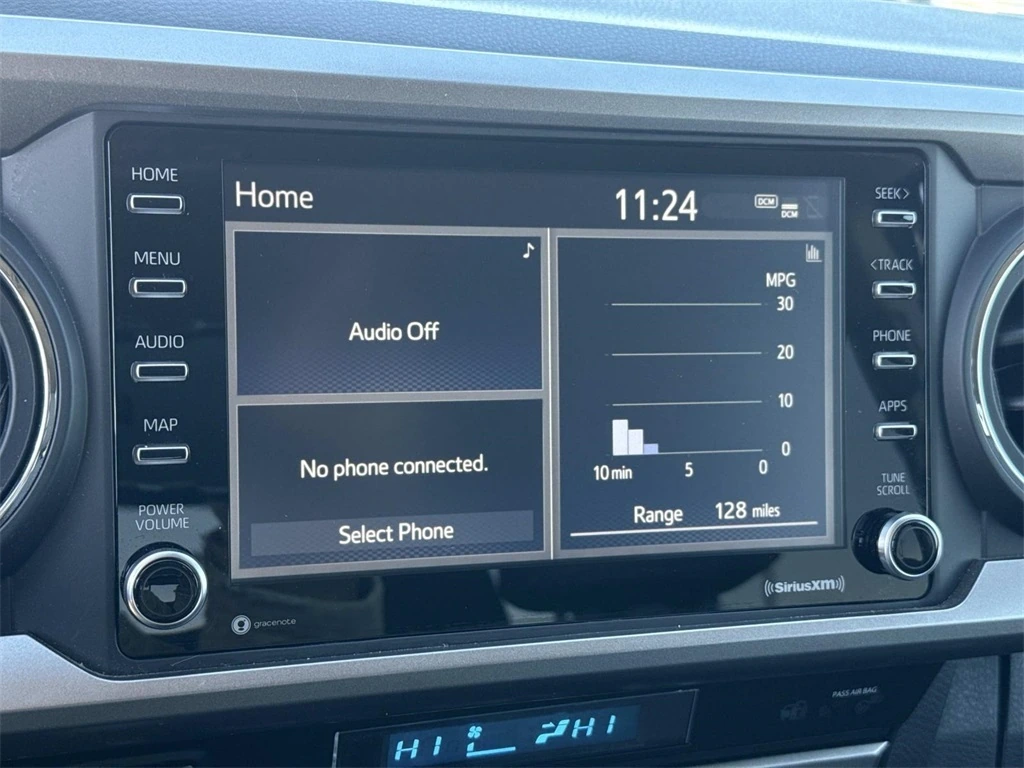 HOME
MENU
AUDIO
MAP
POWER
VOLUME
gracenote
Home
11:24
DCM
DCM
Audio Off
No phone connected.
Select Phone
MPG
30
20
10
0
10 min 5 0
Range 128 miles
SEEK>
<TRACK
PHONE
APPS
TUNE
SCROLL
SiriusXM
PASS AIR BAG
HI HI